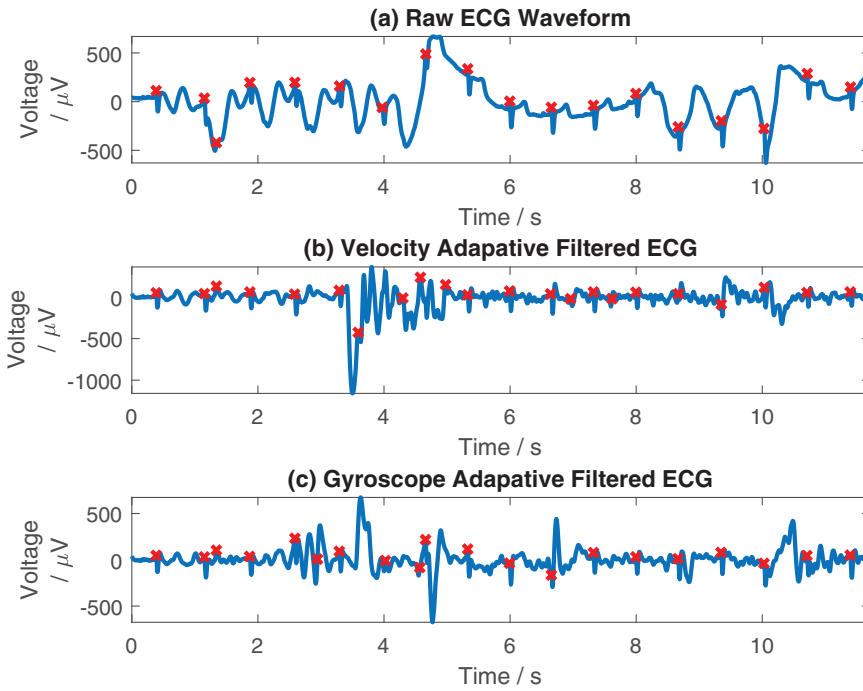 (a) Raw ECG Waveform
Voltage
/ μV
500
0
-500
0 2 4 6 8 10
Time / s
(b) Velocity Adapative Filtered ECG
Voltage
/ μV
0
-500
-1000
0 2 4 6 8 10
Time / s
(c) Gyroscope Adapative Filtered ECG
Voltage
/ μV
500
0
-500
0 2 4 6 8 10
Time / s